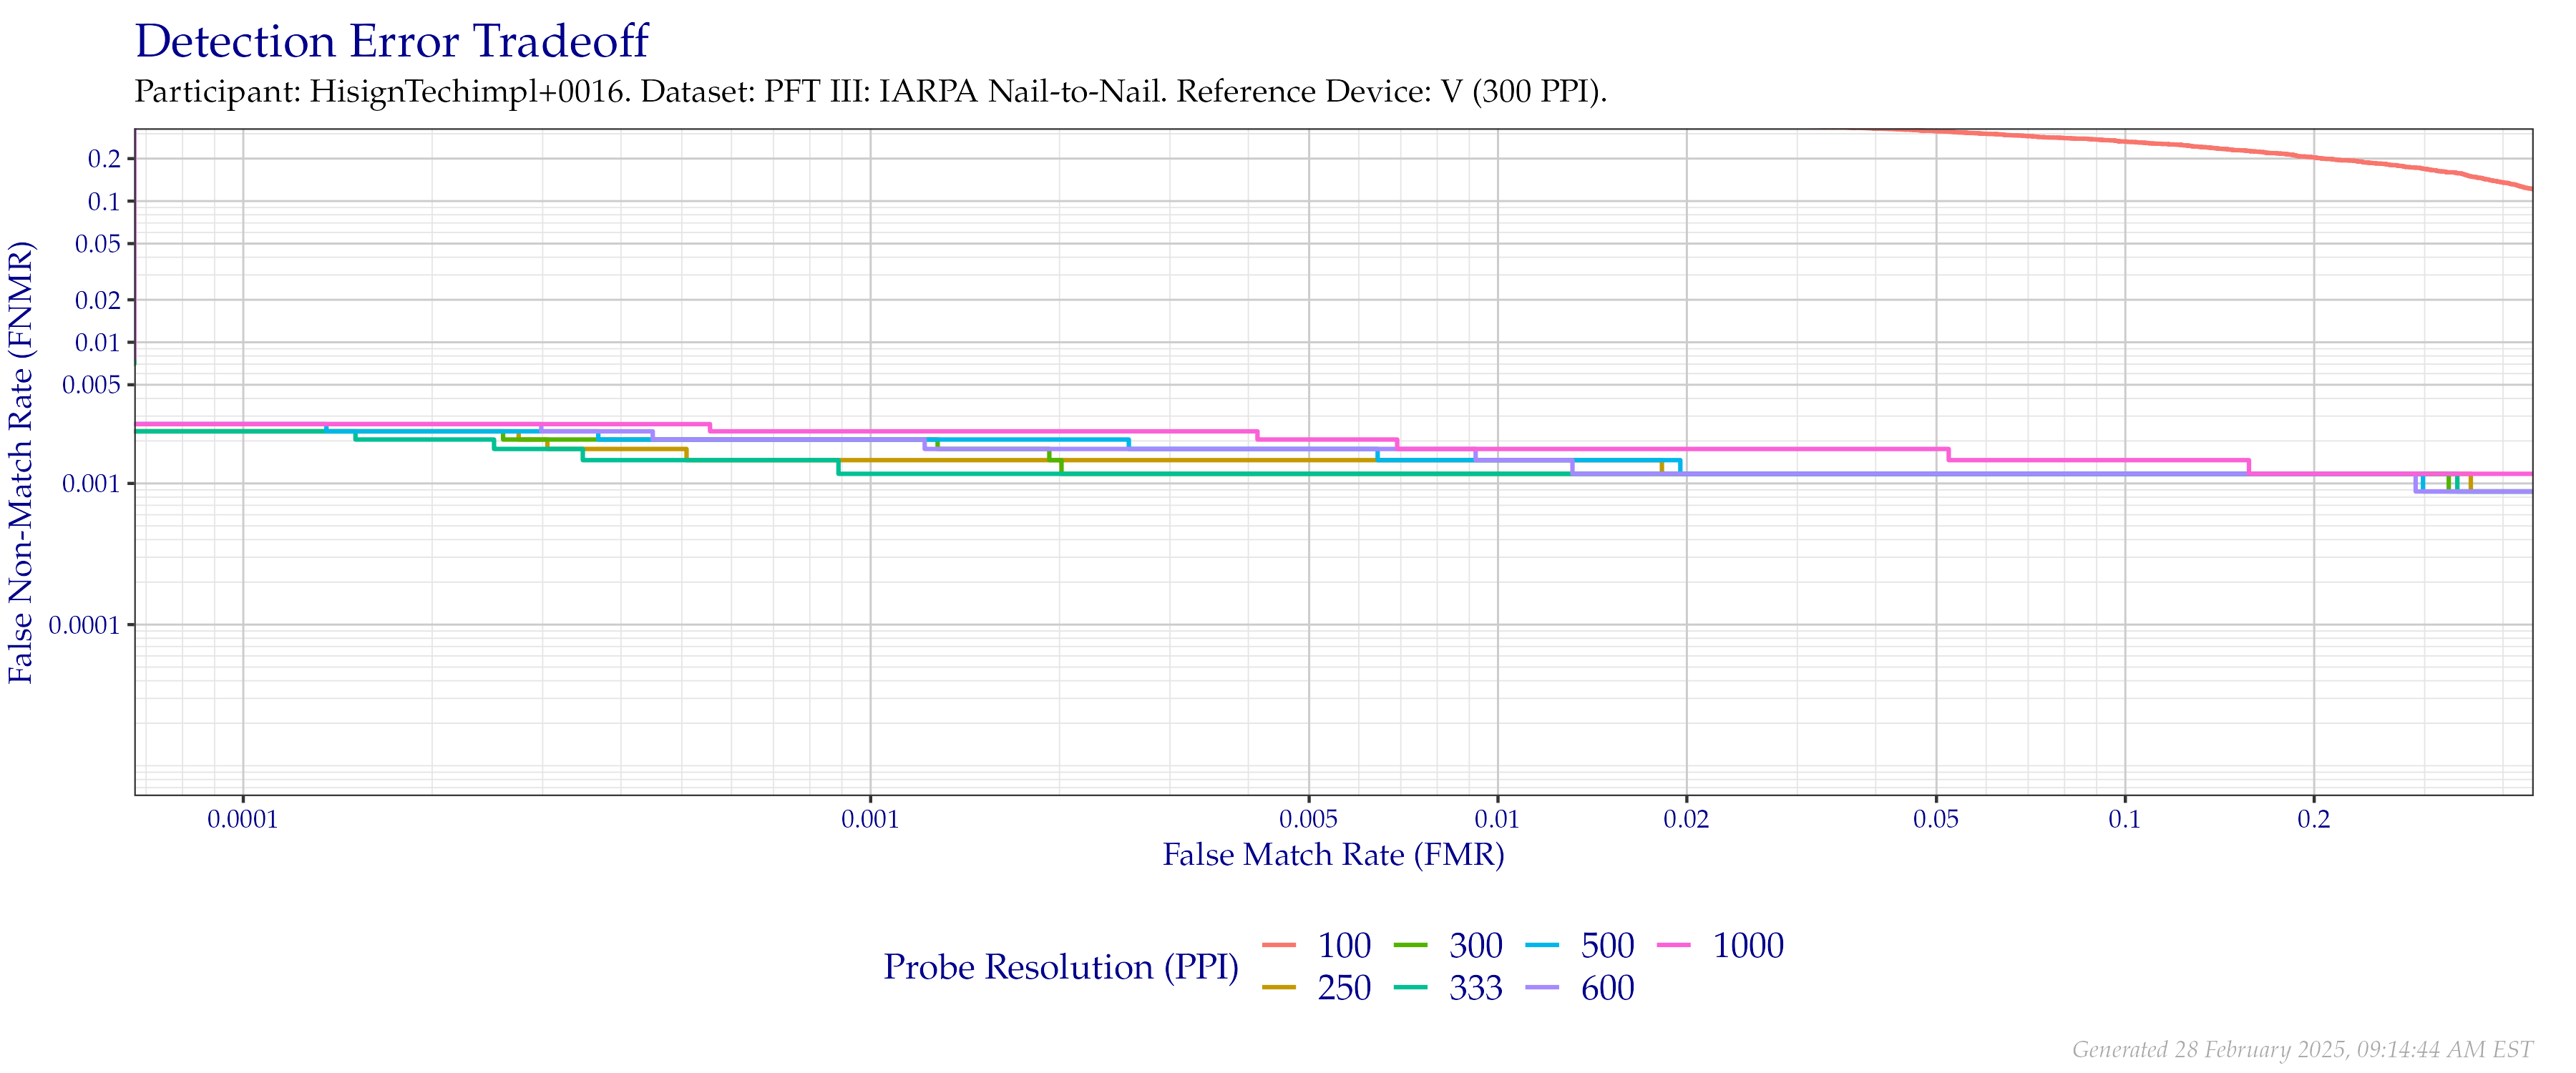 Detection Error Tradeoff
Participant: HisignTechimpl+0016. Dataset: PFT III: IARPA Nail-to-Nail. Reference Device: V (300 PPI).
False Non-Match Rate (FNMR)
0.2
0.1
0.05
0.02
0.01
0.005
0.001
0.0001
0.0001 0.001 0.005 0.01 0.02 0.05 0.1 0.2
False Match Rate (FMR)
Probe Resolution (PPI)
100 300 500 1000
250 333 600
Generated 28 February 2025, 09:14:44 AM EST